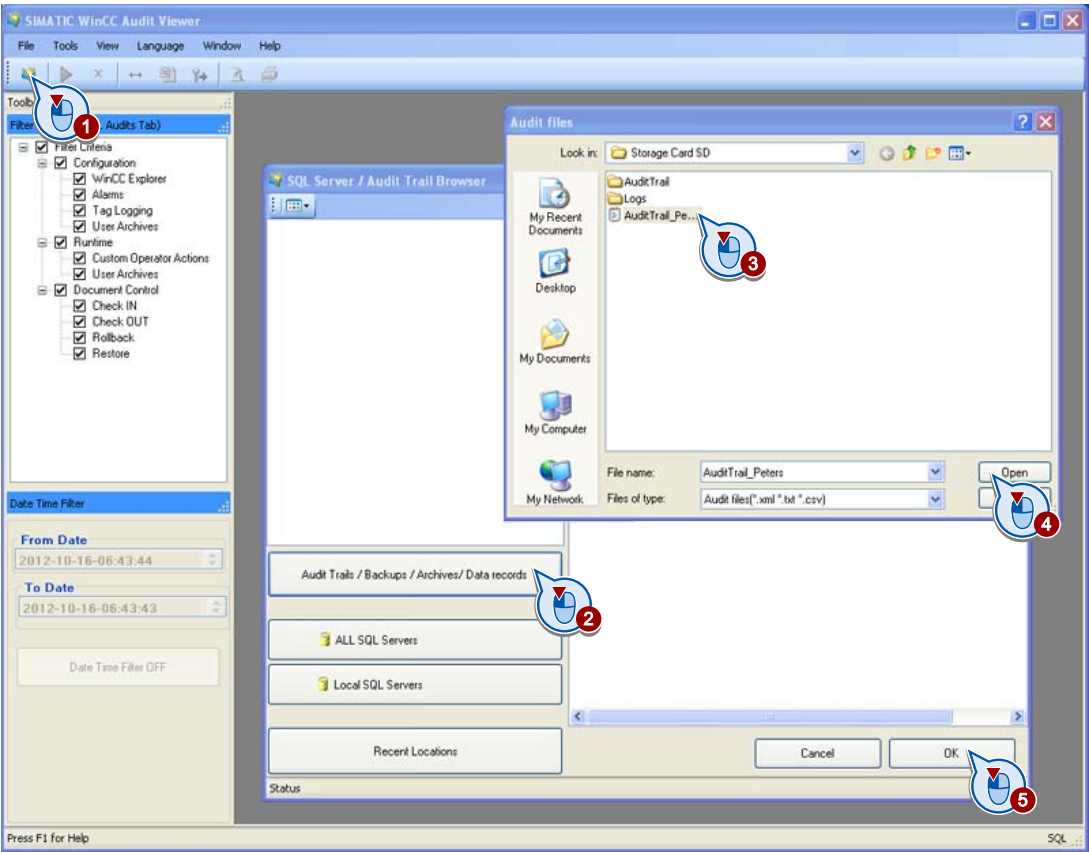 SIMATIC WinCC Audit Viewer
File Tools View Language Window Help
1
Audits Tab)
Filter Criteria
Configuration
WinCC Explorer
Alarms
Tag Logging
User Archives
Runtime
Custom Operator Actions
User Archives
Document Control
Check IN
Check OUT
Rollback
Restore
Date Time Filter
From Date
2012-10-16-06:43:44
To Date
2012-10-16-06:43:43
Date Time Filter OFF
SQL Server / Audit Trail Browser
Audit Trails / Backups / Archives/ Data records
2
ALL SQL Servers
Local SQL Servers
Recent Locations
Status
Audit files
Look in: Storage Card SD
My Recent
Documents
Desktop
My Documents
My Computer
My Network
AuditTrail
Logs
AuditTrail_Pe...
3
File name: AuditTrail_Peters
Open
Files of type: Audit files(*.xml *.txt *.csv)
4
Cancel
OK
5
Press F1 for Help
SQL